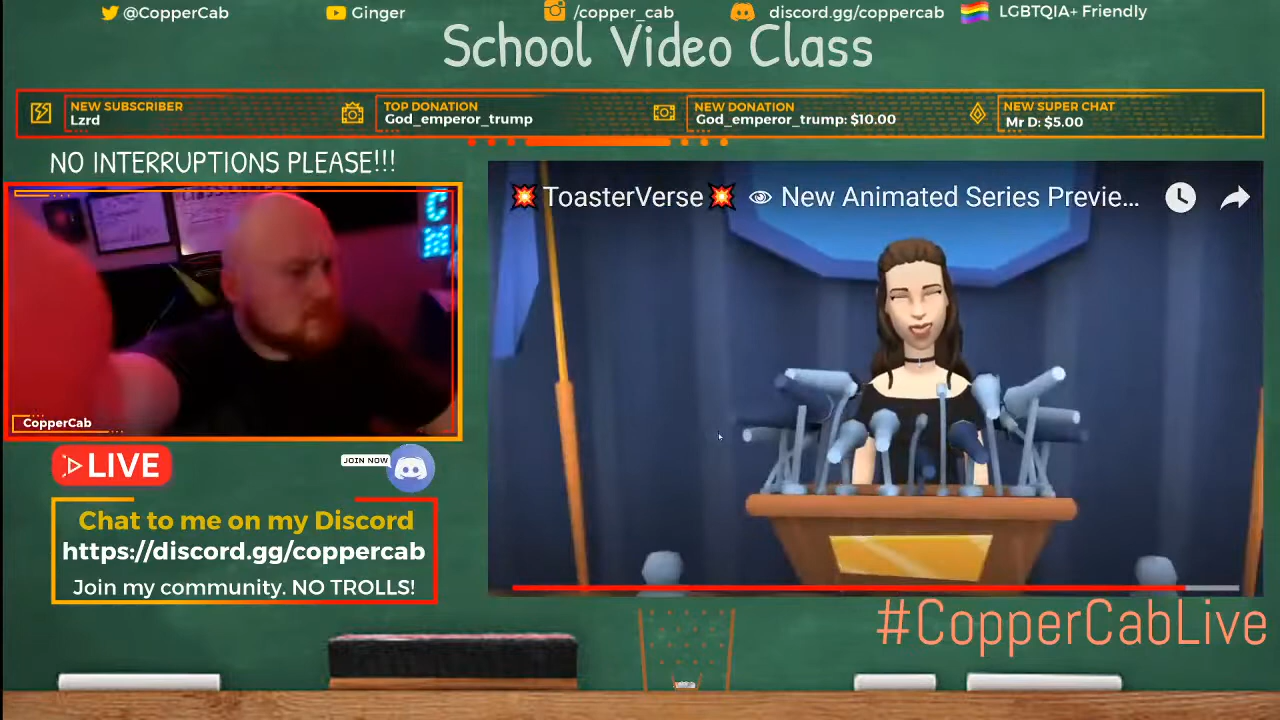 @CopperCab
Ginger
/copper_cab
discord.gg/coppercab
LGBTQIA+ Friendly
School Video Class
NEW SUBSCRIBER
Lzrd
TOP DONATION
God_emperor_trump
NEW DONATION
God_emperor_trump: $10.00
NEW SUPER CHAT
Mr D: $5.00
NO INTERRUPTIONS PLEASE!!!
💥 ToasterVerse 💥 👁 New Animated Series Previe...
CopperCab
LIVE
JOIN NOW
Chat to me on my Discord
https://discord.gg/coppercab
Join my community. NO TROLLS!
#CopperCabLive